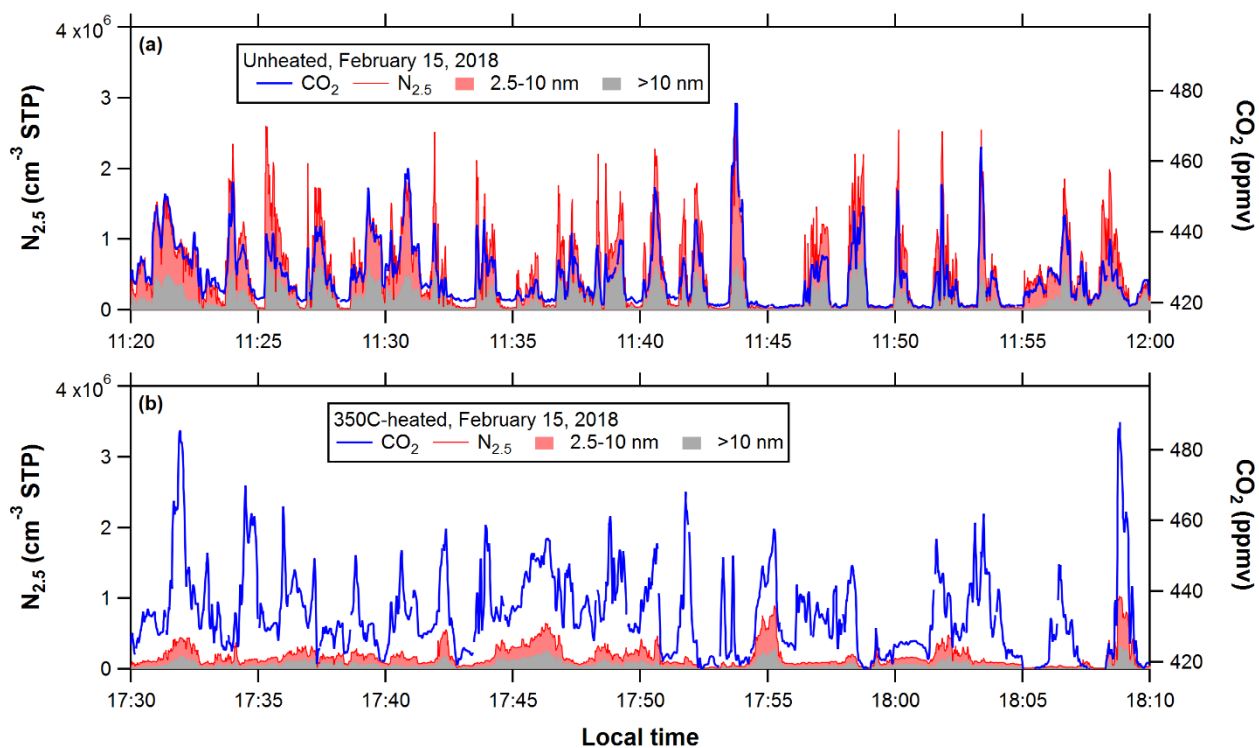 (a)
Unheated, February 15, 2018
CO₂ N₂.₅ 2.5-10 nm >10 nm
N₂.₅ (cm⁻³ STP)
4 x10⁶
3
2
1
0
CO₂ (ppmv)
480
460
440
420
11:20 11:25 11:30 11:35 11:40 11:45 11:50 11:55 12:00
(b)
350C-heated, February 15, 2018
CO₂ N₂.₅ 2.5-10 nm >10 nm
N₂.₅ (cm⁻³ STP)
4 x10⁶
3
2
1
0
CO₂ (ppmv)
480
460
440
420
17:30 17:35 17:40 17:45 17:50 17:55 18:00 18:05 18:10
Local time